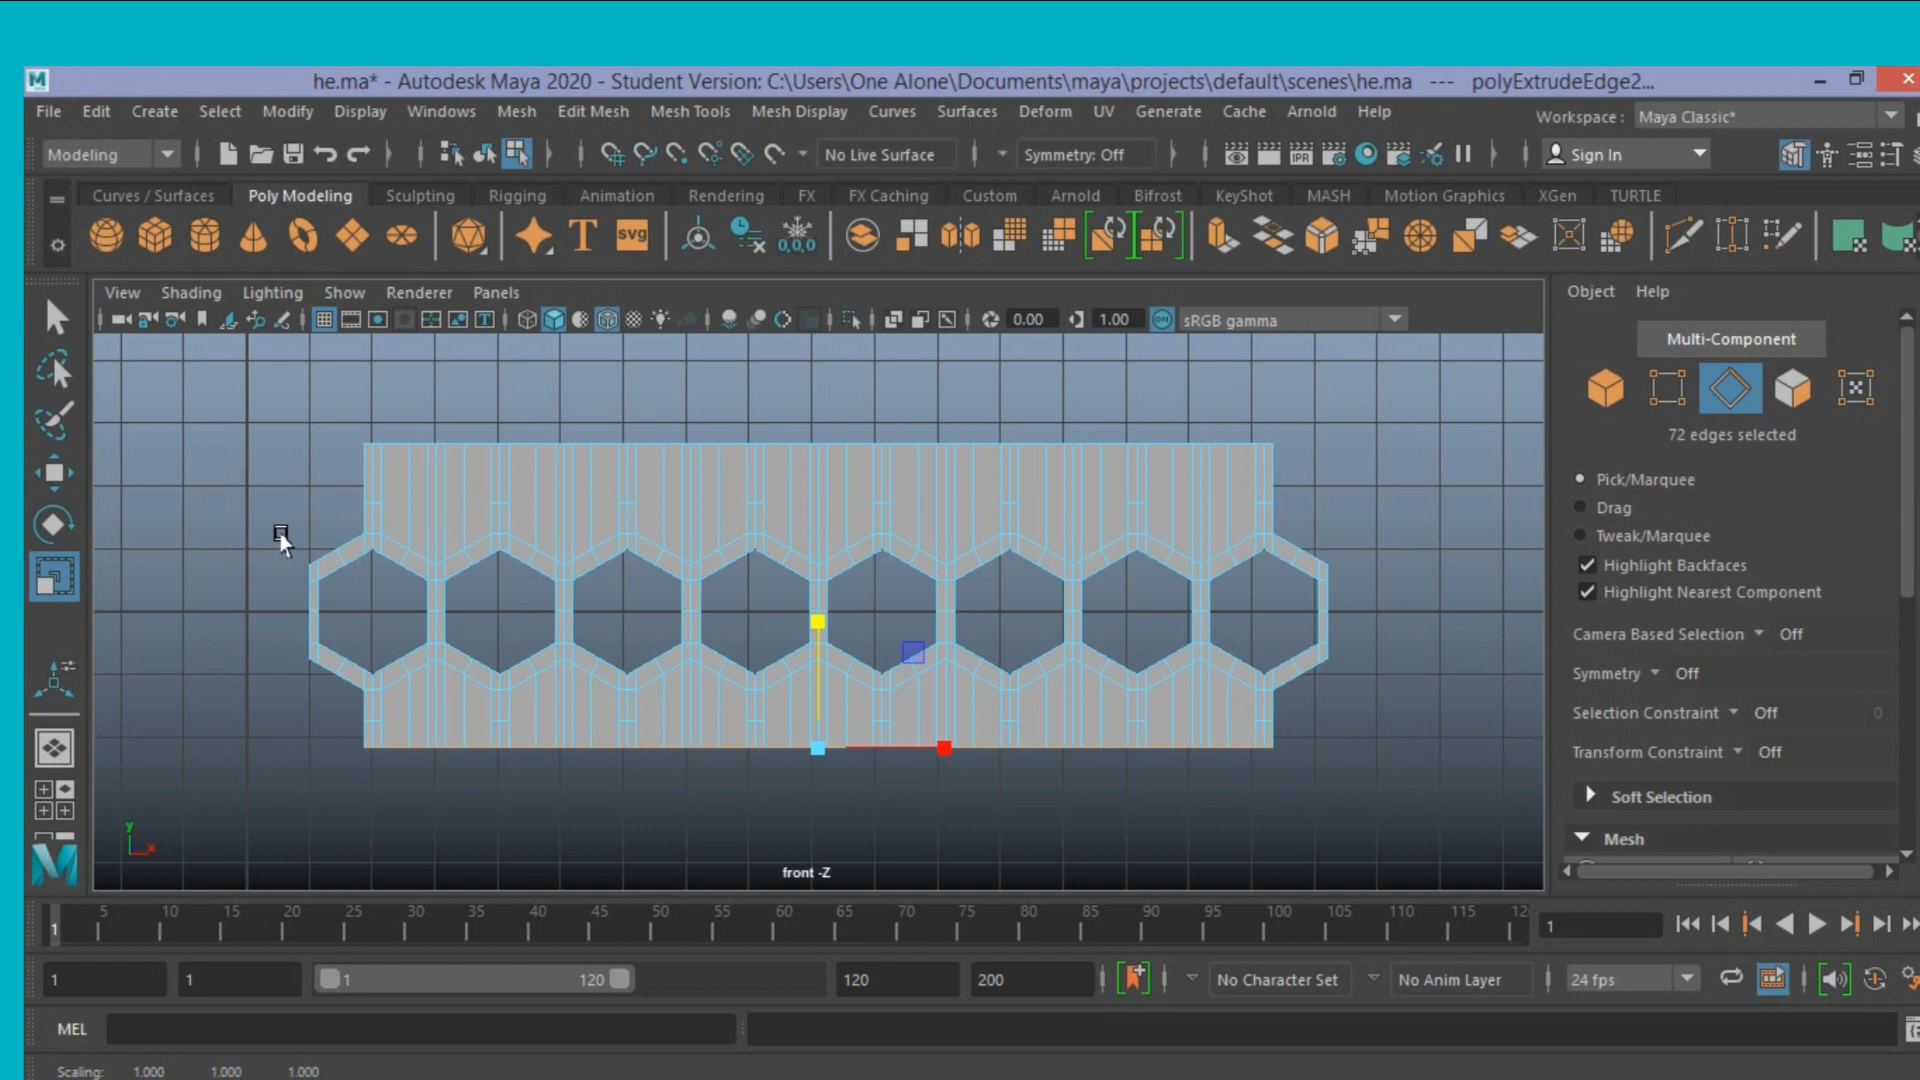 he.ma* - Autodesk Maya 2020 - Student Version: C:\Users\One Alone\Documents\maya\projects\default\scenes\he.ma --- polyExtrudeEdge2...
File Edit Create Select Modify Display Windows Mesh Edit Mesh Mesh Tools Mesh Display Curves Surfaces Deform UV Generate Cache Arnold Help
Workspace : Maya Classic*
Modeling No Live Surface Symmetry: Off IPR Sign In
Curves / Surfaces Poly Modeling Sculpting Rigging Animation Rendering FX FX Caching Custom Arnold Bifrost KeyShot MASH Motion Graphics XGen TURTLE
T svg 0,0,0
View Shading Lighting Show Renderer Panels
0.00 1.00 ON sRGB gamma
Object Help
Multi-Component
72 edges selected
Pick/Marquee
Drag
Tweak/Marquee
Highlight Backfaces
Highlight Nearest Component
Camera Based Selection Off
Symmetry Off
Selection Constraint Off 0
Transform Constraint Off
Soft Selection
Mesh
y
x
front -Z
5 10 15 20 25 30 35 40 45 50 55 60 65 70 75 80 85 90 95 100 105 110 115 12
1 1
1 1 1 120 120 200 No Character Set No Anim Layer 24 fps
MEL
Scaling: 1.000 1.000 1.000